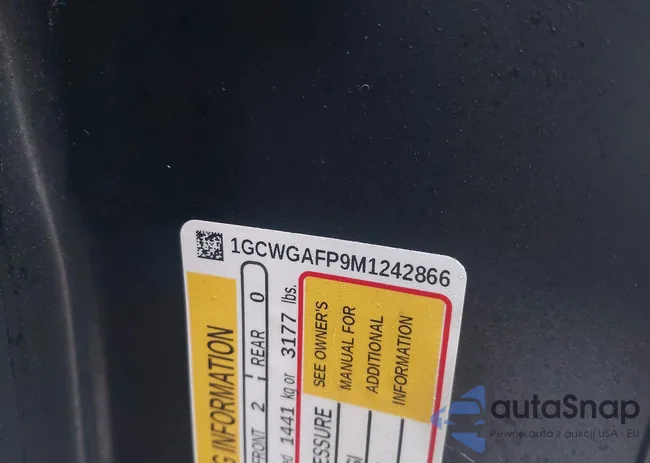 1GCWGAFP9M1242866
G INFORMATION
FRONT 2 REAR 0
1441 kg or 3177 lbs.
PRESSURE
SEE OWNER'S
MANUAL FOR
ADDITIONAL
INFORMATION
autaSnap
Pewne auta z aukcji USA i EU